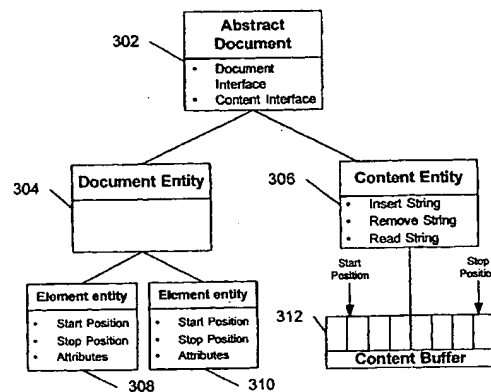 Abstract
Document
302
• Document
Interface
• Content Interface
304
Document Entity
306
Content Entity
• Insert String
• Remove String
• Read String
Start
Position
Stop
Position
Element entity
• Start Position
• Stop Position
• Attributes
Element entity
• Start Position
• Stop Position
• Attributes
312
Content Buffer
308
310